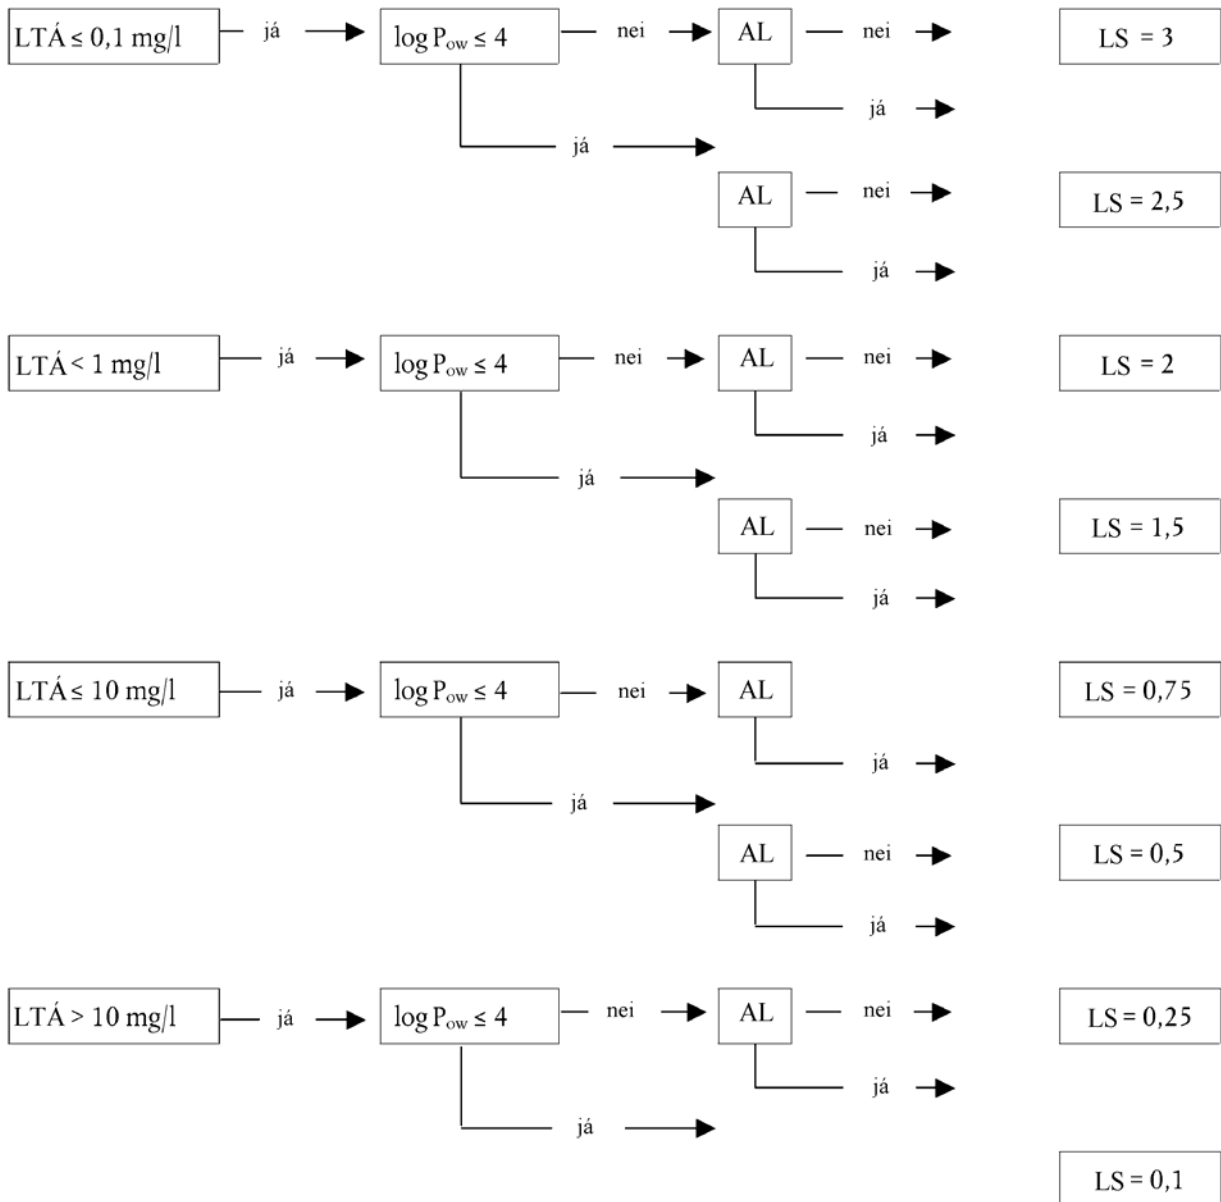 LTÁ ≤ 0,1 mg/l já log Pow ≤ 4 nei AL nei LS = 3
já
já
AL nei LS = 2,5
já
LTÁ < 1 mg/l já log Pow ≤ 4 nei AL nei LS = 2
já
já
AL nei LS = 1,5
já
LTÁ ≤ 10 mg/l já log Pow ≤ 4 nei AL LS = 0,75
já
já
AL nei LS = 0,5
já
LTÁ > 10 mg/l já log Pow ≤ 4 nei AL nei LS = 0,25
já
já
LS = 0,1